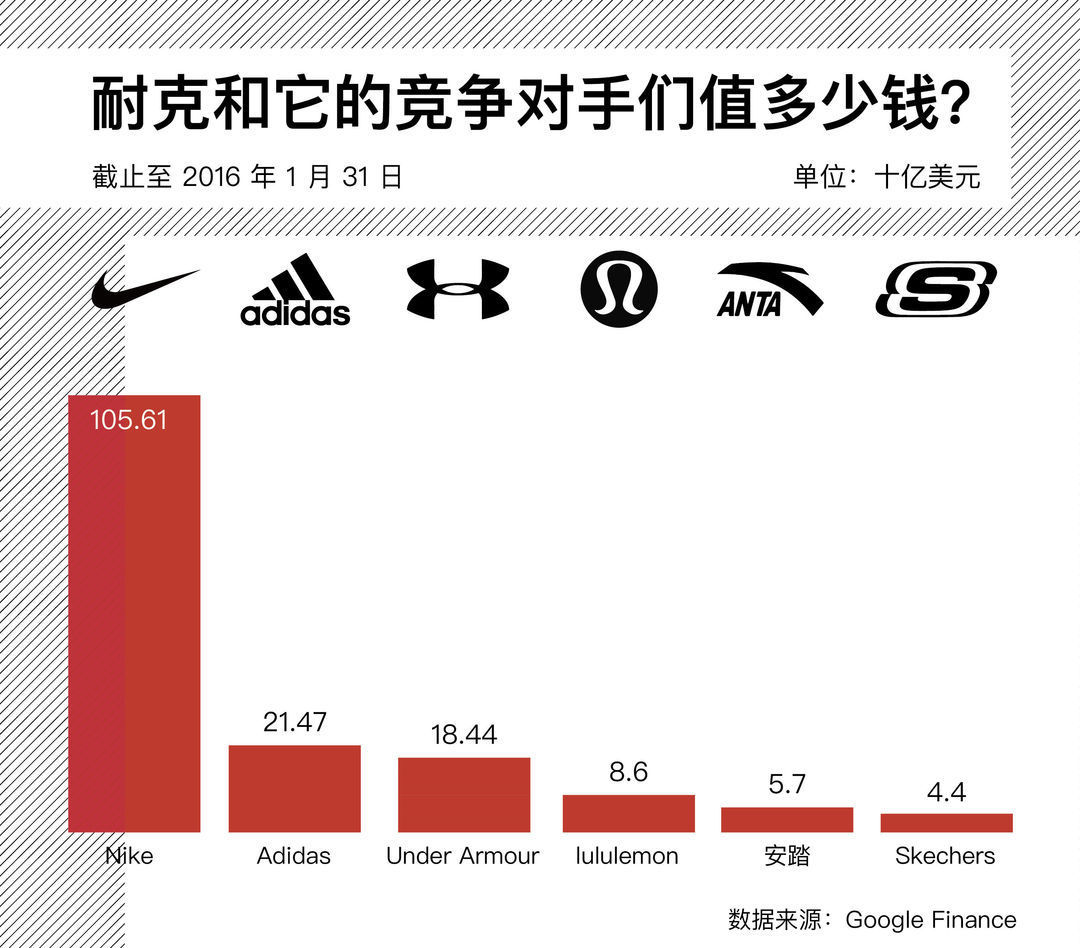 耐克和它的竞争对手们值多少钱？
截止至 2016 年 1 月 31 日
单位：十亿美元
adidas
ANTA
S
105.61
21.47
18.44
8.6
5.7
4.4
Nike
Adidas
Under Armour
lululemon
安踏
Skechers
数据来源：Google Finance